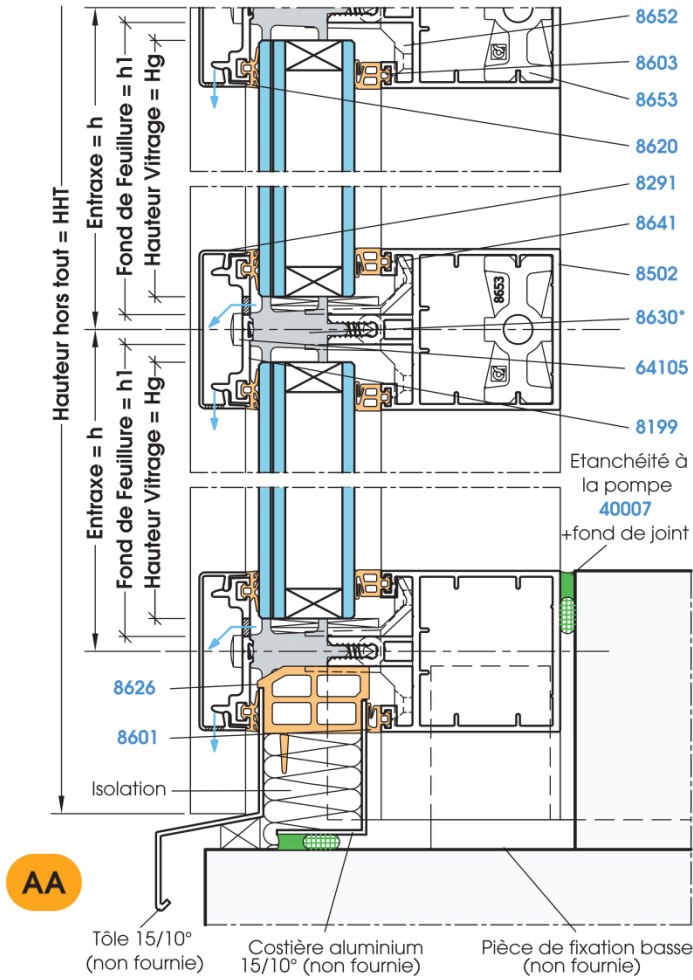 8652
8603
8653
8620
8291
8641
8502
8653
8630*
64105
8199
Hauteur hors tout = HHT
Entraxe = h
Fond de Feuillure = h1
Hauteur Vitrage = Hg
Entraxe = h
Fond de Feuillure = h1
Hauteur Vitrage = Hg
Etanchéité à
la pompe
40007
+fond de joint
8626
8601
Isolation
AA
Tôle 15/10°
(non fournie)
Costière aluminium
15/10° (non fournie)
Pièce de fixation basse
(non fournie)